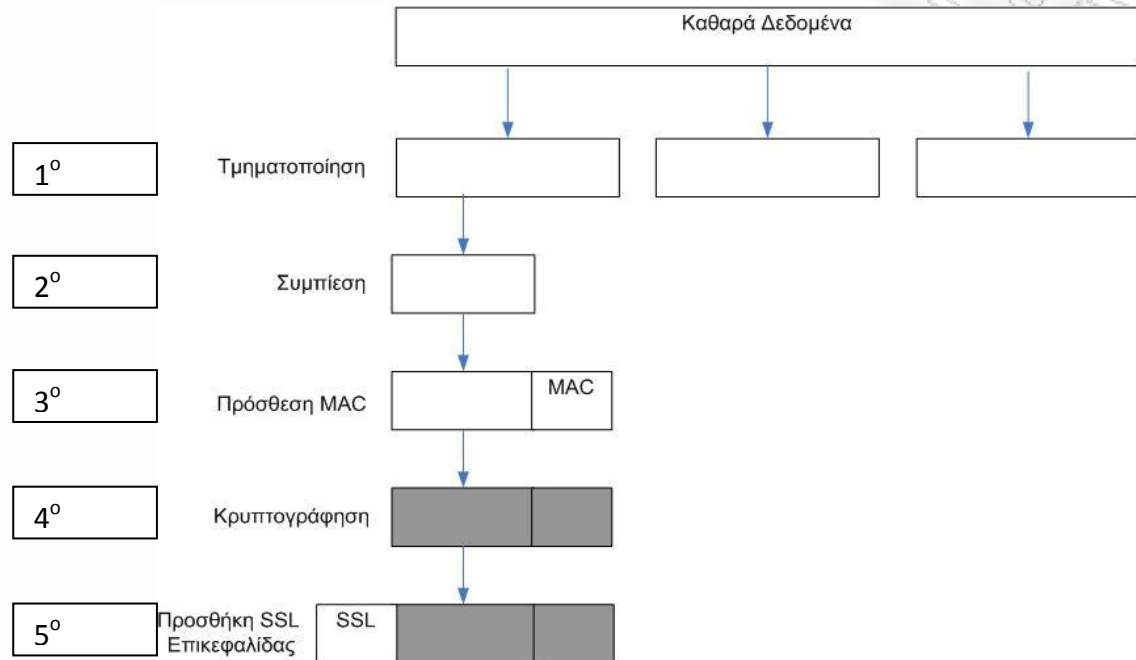 Καθαρά Δεδομένα
1ο
Τμηματοποίηση
2ο
Συμπίεση
3ο
Πρόσθεση MAC
MAC
4ο
Κρυπτογράφηση
5ο
Προσθήκη SSL
Επικεφαλίδας
SSL